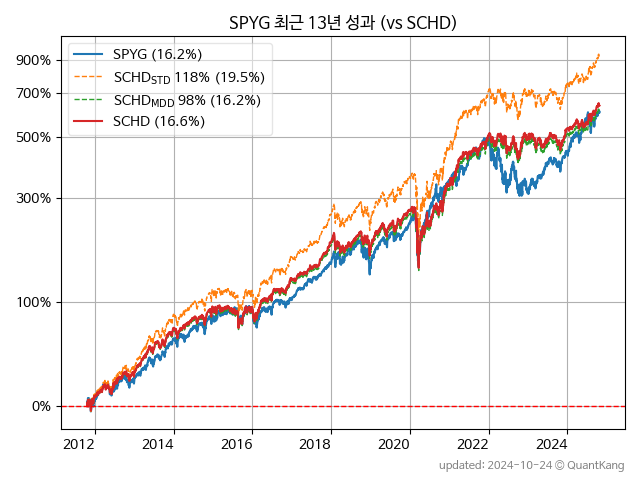 SPYG 최근 13년 성과 (vs SCHD)
SPYG (16.2%)
SCHD_STD 118% (19.5%)
SCHD_MDD 98% (16.2%)
SCHD (16.6%)
900%
700%
500%
300%
100%
0%
2012 2014 2016 2018 2020 2022 2024
updated: 2024-10-24 © QuantKang